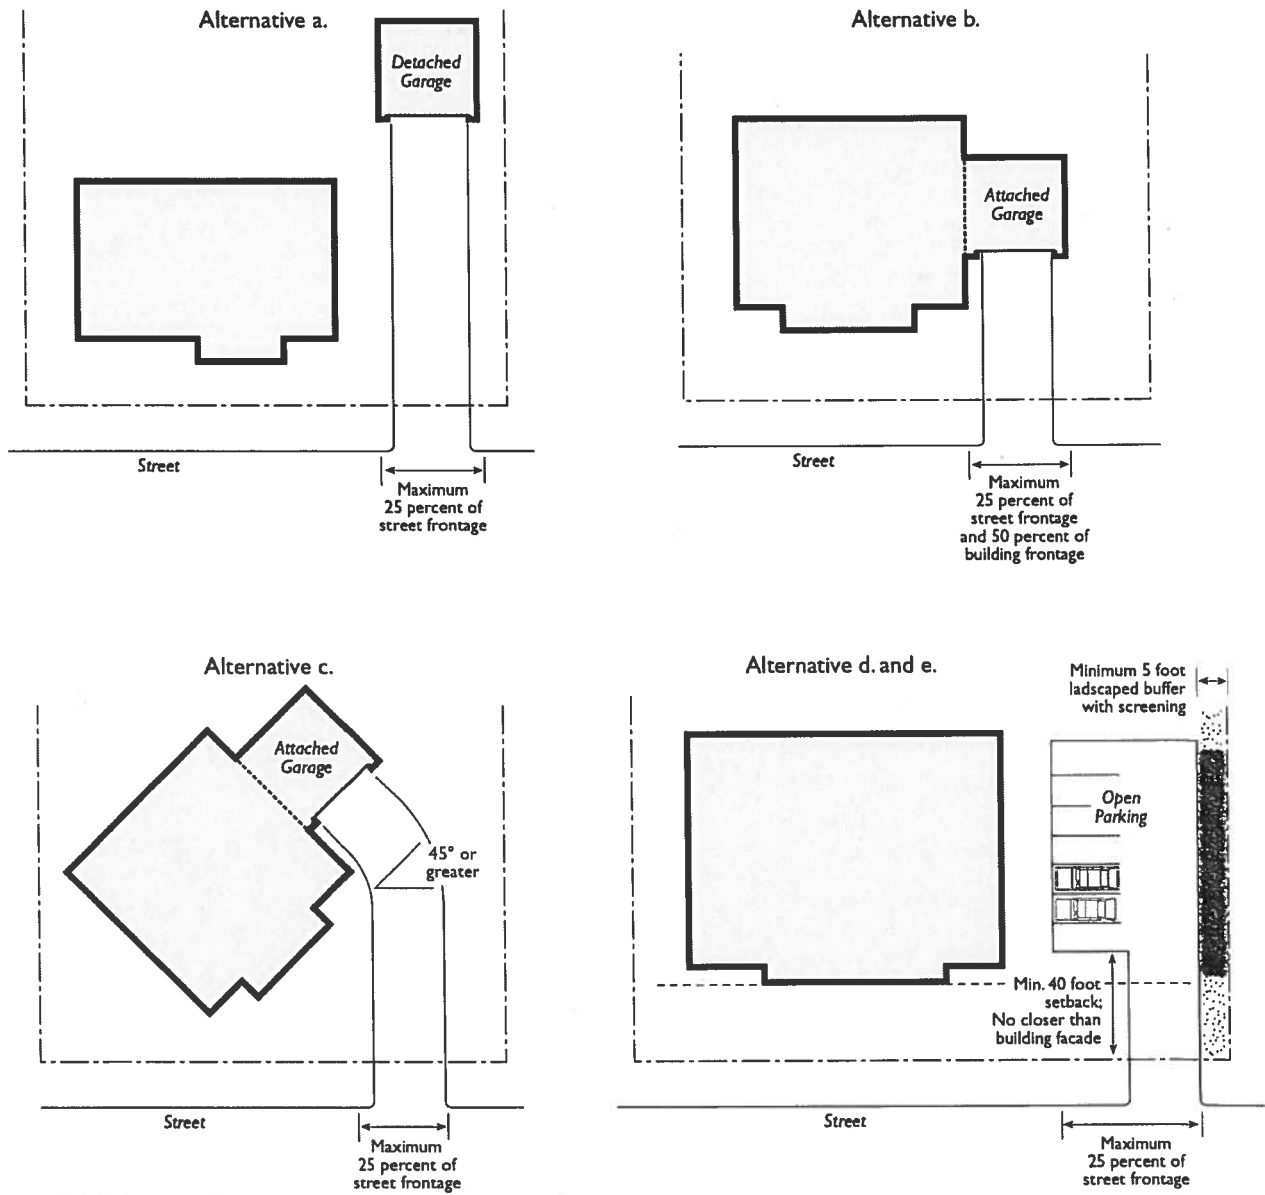 Alternative a.
Detached
Garage
Street
Maximum
25 percent of
street frontage
Alternative b.
Attached
Garage
Street
Maximum
25 percent of
street frontage
and 50 percent of
building frontage
Alternative c.
Attached
Garage
45° or
greater
Street
Maximum
25 percent of
street frontage
Alternative d. and e.
Minimum 5 foot
ladscaped buffer
with screening
Open
Parking
Min. 40 foot
setback;
No closer than
building facade
Street
Maximum
25 percent of
street frontage